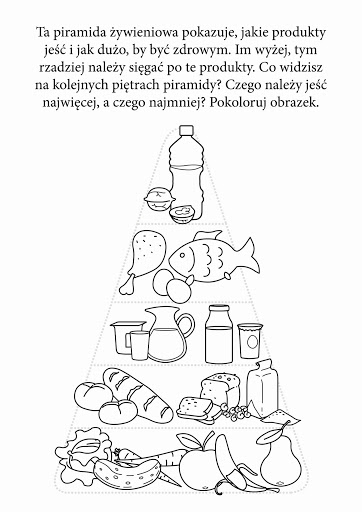 Ta piramida żywieniowa pokazuje, jakie produkty
jeść i jak dużo, by być zdrowym. Im wyżej, tym
rzadziej należy sięgać po te produkty. Co widzisz
na kolejnych piętrach piramidy? Czego należy jeść
najwięcej, a czego najmniej? Pokoloruj obrazek.